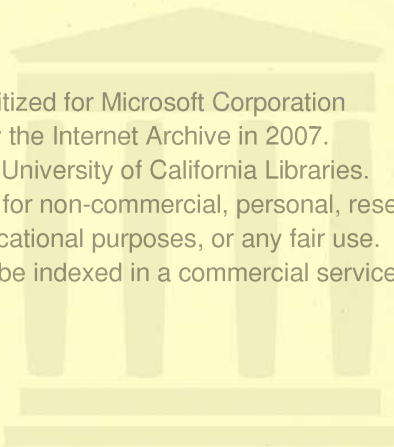 itized for Microsoft Corporation
the Internet Archive in 2007.
University of California Libraries.
for non-commercial, personal, rese
cational purposes, or any fair use.
be indexed in a commercial service